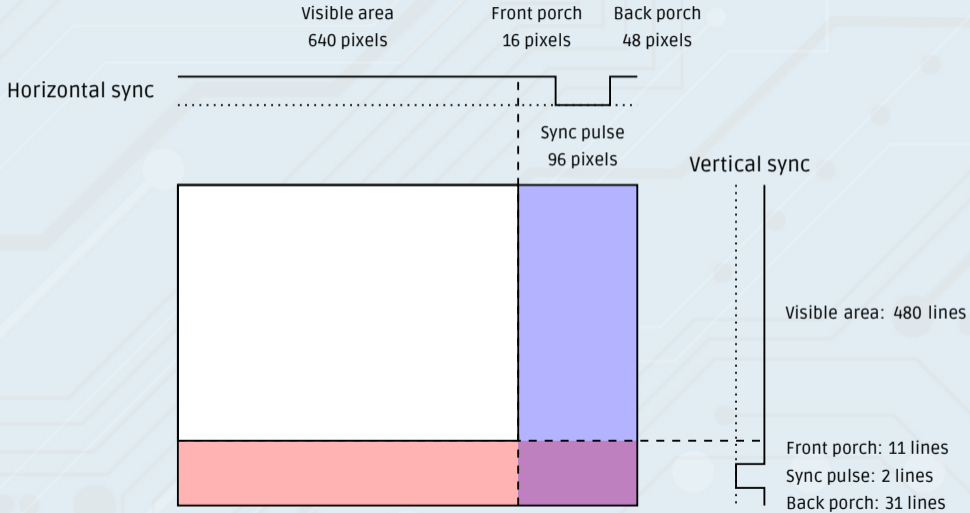 Visible area
640 pixels
Front porch
16 pixels
Back porch
48 pixels
Horizontal sync
Sync pulse
96 pixels
Vertical sync
Visible area: 480 lines
Front porch: 11 lines
Sync pulse: 2 lines
Back porch: 31 lines